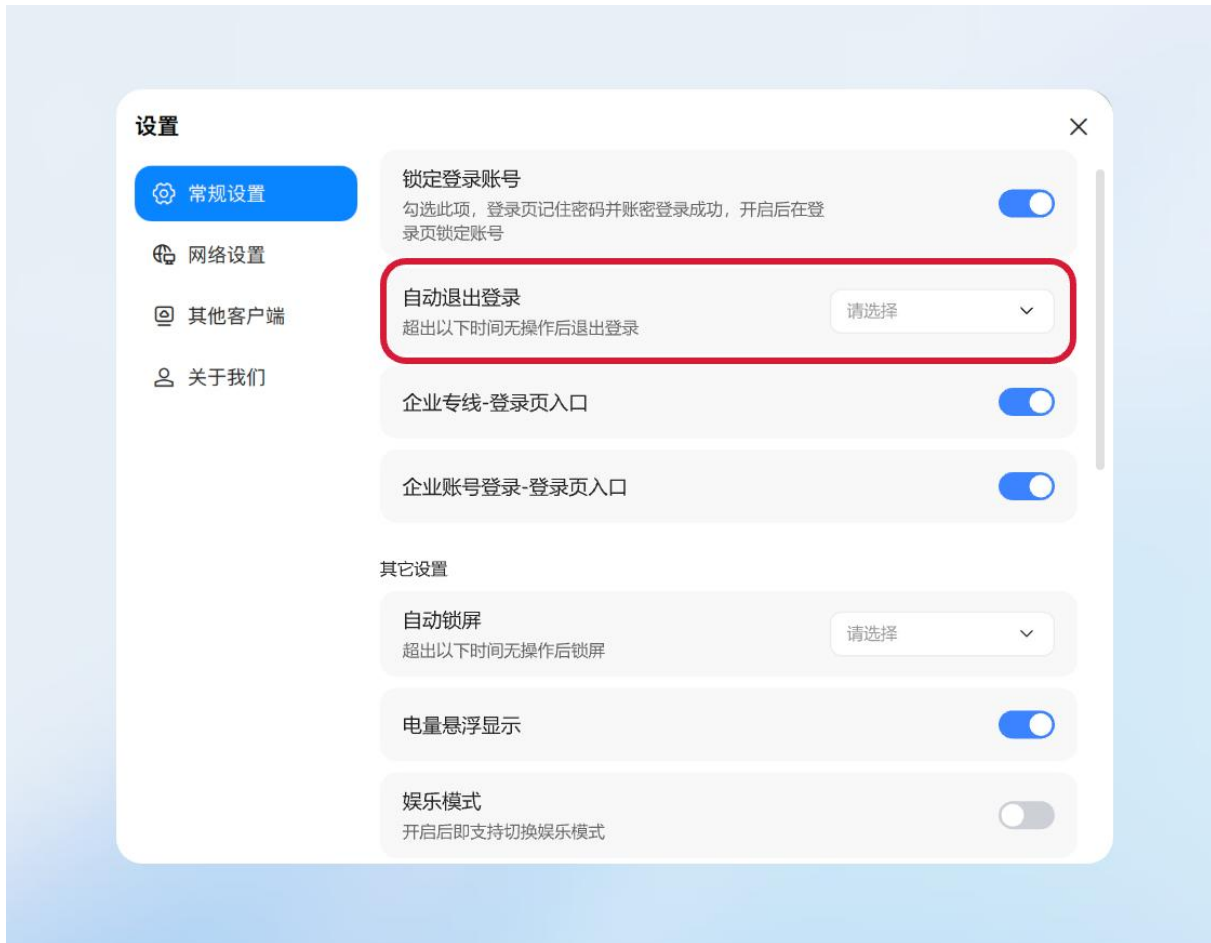 设置
常规设置
网络设置
其他客户端
关于我们
锁定登录账号
勾选此项，登录页记住密码并账密登录成功，开启后在登
录页锁定账号
自动退出登录
超出以下时间无操作后退出登录
请选择
企业专线-登录页入口
企业账号登录-登录页入口
其它设置
自动锁屏
超出以下时间无操作后锁屏
请选择
电量悬浮显示
娱乐模式
开启后即支持切换娱乐模式